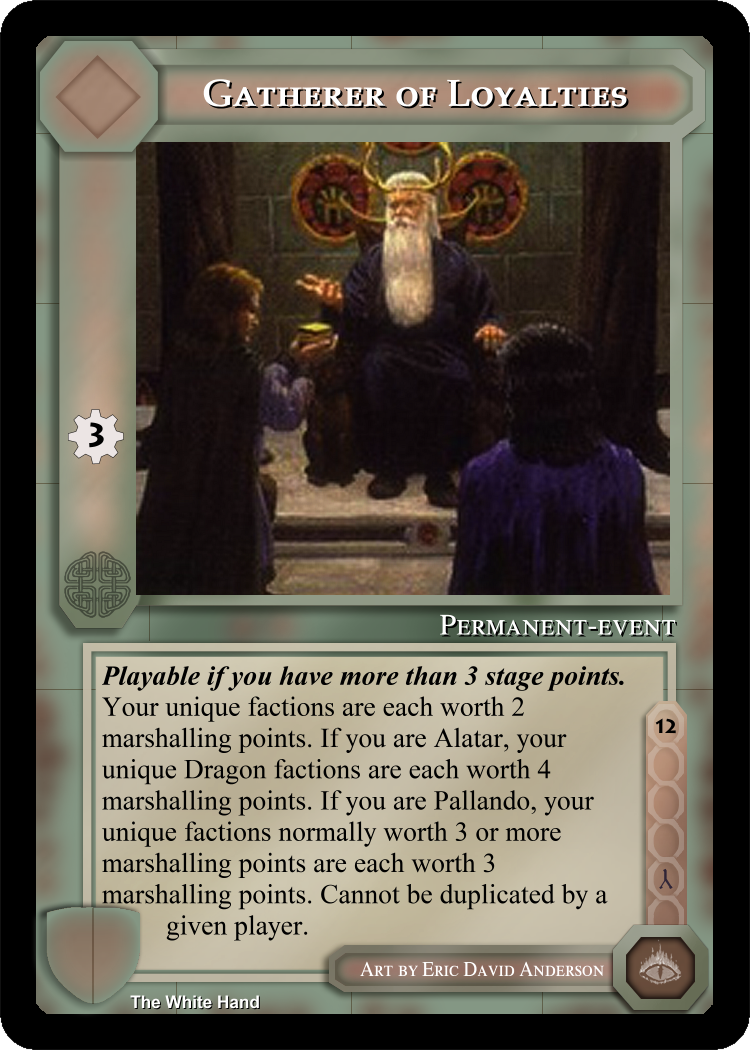 Gatherer of Loyalties
3
Permanent-event
Playable if you have more than 3 stage points.
Your unique factions are each worth 2
marshalling points. If you are Alatar, your
unique Dragon factions are each worth 4
marshalling points. If you are Pallando, your
unique factions normally worth 3 or more
marshalling points are each worth 3
marshalling points. Cannot be duplicated by a
given player.
12
Art by Eric David Anderson
The White Hand